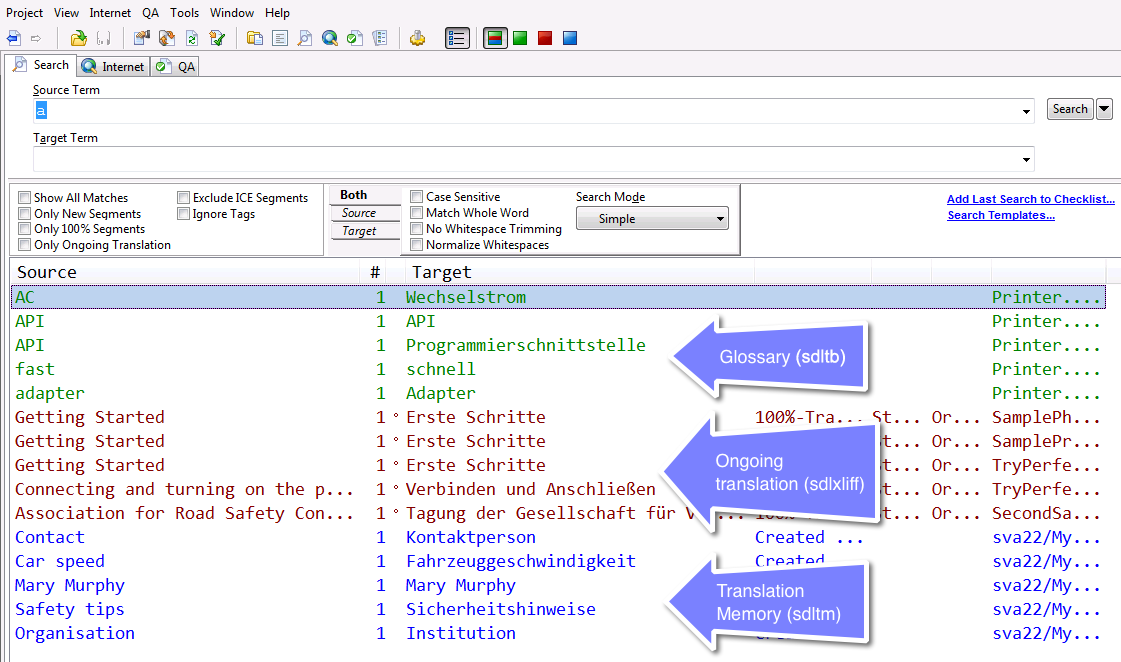 Project View Internet QA Tools Window Help
Search Internet QA
Source Term
a
Search
Target Term
Show All Matches Exclude ICE Segments
Only New Segments Ignore Tags
Only 100% Segments
Only Ongoing Translation
Both
Source
Target
Case Sensitive
Match Whole Word
No Whitespace Trimming
Normalize Whitespaces
Search Mode
Simple
Add Last Search to Checklist...
Search Templates...
Source # Target
AC 1 Wechselstrom Printer....
API 1 API Printer....
API 1 Programmierschnittstelle Printer....
fast 1 schnell Printer....
adapter 1 Adapter Printer....
Getting Started 1 ° Erste Schritte 100%-Tra... St... Or... SamplePh...
Getting Started 1 ° Erste Schritte St... Or... SamplePr...
Getting Started 1 ° Erste Schritte St... Or... TryPerfe...
Connecting and turning on the p... 1 ° Verbinden und Anschließen St... Or... TryPerfe...
Association for Road Safety Con... 1 ° Tagung der Gesellschaft für V... 100% St... Or... SecondSa...
Contact 1 Kontaktperson Created ... sva22/My...
Car speed 1 Fahrzeuggeschwindigkeit Created sva22/My...
Mary Murphy 1 Mary Murphy sva22/My...
Safety tips 1 Sicherheitshinweise sva22/My...
Organisation 1 Institution sva22/My...
Glossary (sdltb)
Ongoing
translation (sdlxliff)
Translation
Memory (sdltm)